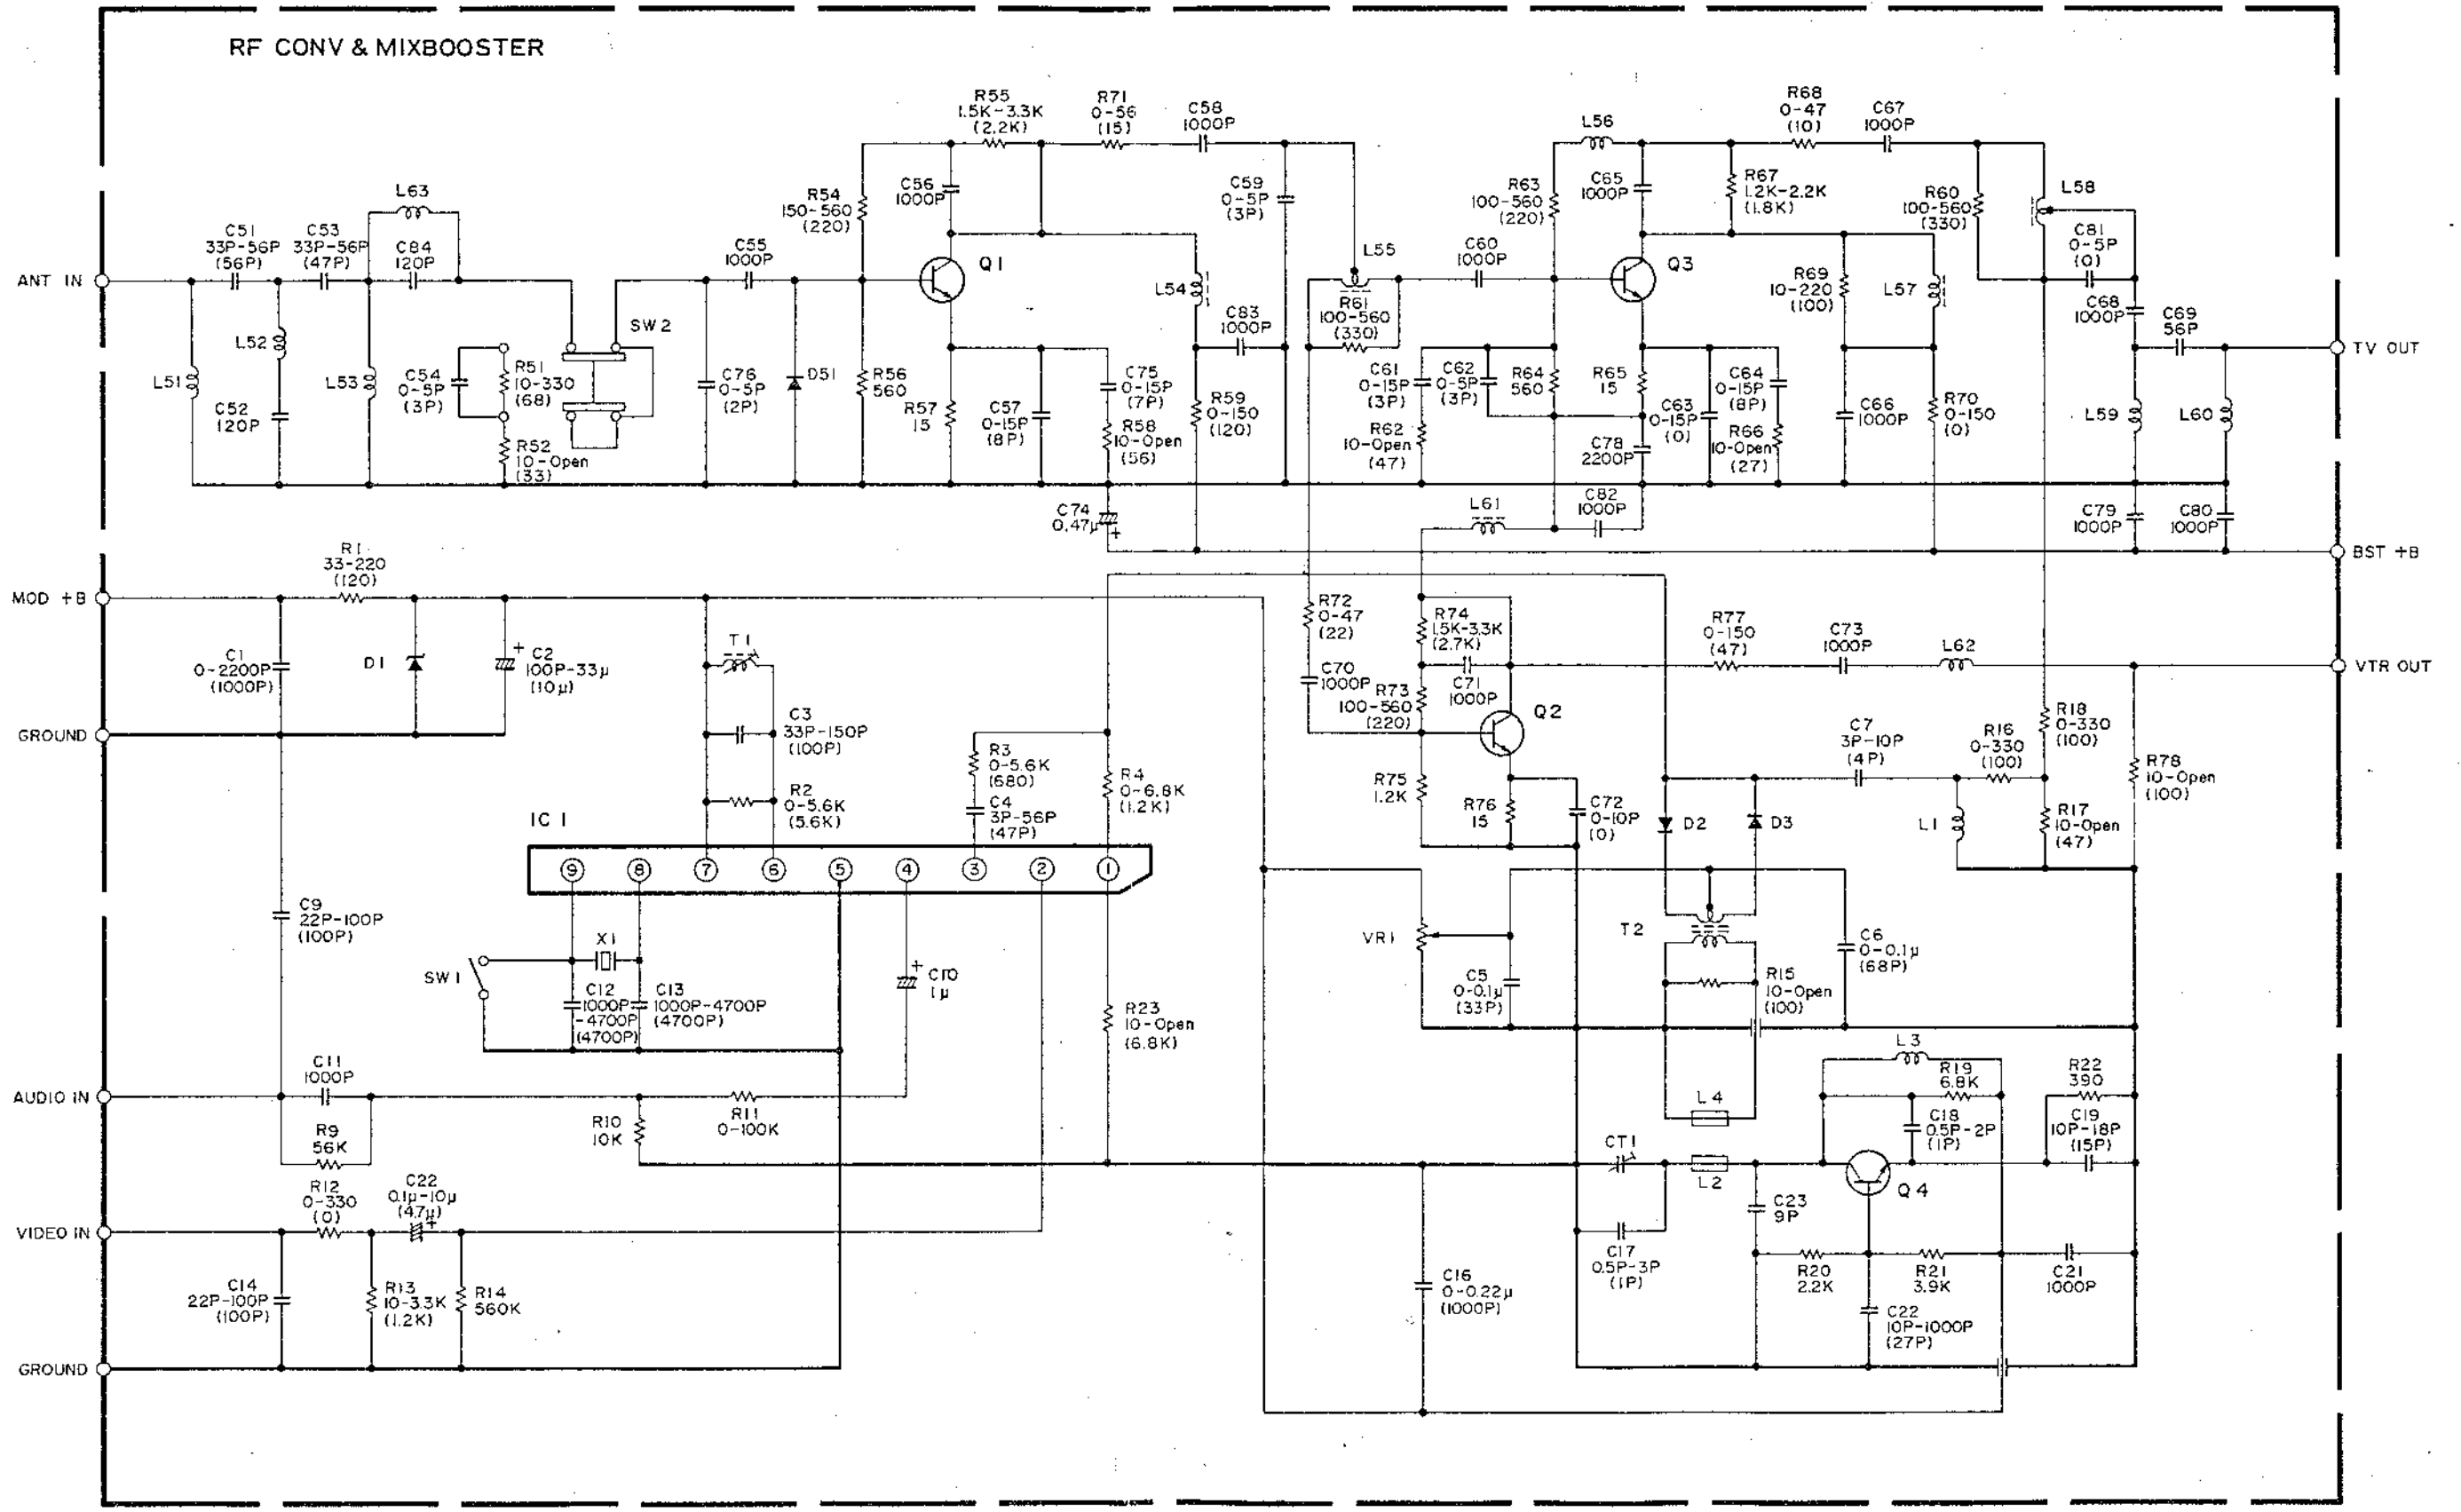 RF CONV & MIXBOOSTER
R55
1.5K-3.3K
(2.2K)
R71
0-56
(15)
C58
1000P
L56
R68
0-47
(10)
C67
1000P
L63
C51
33P-56P
(56P)
C53
33P-56P
(47P)
C84
120P
R54
150-560
(220)
C56
1000P
C55
1000P
Q1
C59
0-5P
(3P)
L54
C83
1000P
L55
R61
100-560
(330)
C60
1000P
R63
100-560
(220)
C65
1000P
R67
1.2K-2.2K
(1.8K)
Q3
R60
100-560
(330)
L58
C81
0-5P
(0)
R69
10-220
(100)
L57
C68
1000P
C69
56P
ANT IN
TV OUT
L51
L52
C52
120P
L53
C54
0-5P
(3P)
R51
10-330
(68)
R52
10-Open
(33)
SW2
C76
0-5P
(2P)
D51
R56
560
R57
15
C57
0-15P
(8P)
C75
0-15P
(7P)
R58
10-Open
(56)
R59
0-150
(120)
C61
0-15P
(3P)
C62
0-5P
(3P)
R64
560
R62
10-Open
(47)
R65
15
C63
0-15P
(0)
C64
0-15P
(8P)
C78
2200P
R66
10-Open
(27)
C66
1000P
R70
0-150
(0)
L59
L60
C74
0.47μ
+
L61
C82
1000P
C79
1000P
C80
1000P
BST +B
MOD +B
R1
33-220
(120)
C1
0-2200P
(1000P)
D1
+
C2
100P-33μ
(10μ)
T1
C3
33P-150P
(100P)
R2
0-5.6K
(5.6K)
R3
0-5.6K
(680)
C4
3P-56P
(47P)
R4
0-6.8K
(1.2K)
R72
0-47
(22)
C70
1000P
R74
1.5K-3.3K
(2.7K)
R73
100-560
(220)
C71
1000P
Q2
R77
0-150
(47)
C73
1000P
L62
VTR OUT
GROUND
R75
1.2K
R76
15
C72
0-10P
(0)
D2
D3
C7
3P-10P
(4P)
R16
0-330
(100)
R18
0-330
(100)
R78
10-Open
(100)
L1
R17
10-Open
(47)
IC1
9 8 7 6 5 4 3 2 1
C9
22P-100P
(100P)
SW1
X1
C12
1000P
-4700P
(4700P)
C13
1000P-4700P
(4700P)
+
C10
1μ
R23
10-Open
(6.8K)
VR1
C5
0-0.1μ
(33P)
T2
R15
10-Open
(100)
C6
0-0.1μ
(68P)
AUDIO IN
C11
1000P
R9
56K
R10
10K
R11
0-100K
L4
L3
R19
6.8K
C18
0.5P-2P
(1P)
R22
390
C19
10P-18P
(15P)
CT1
L2
Q4
C23
9P
VIDEO IN
R12
0-330
(0)
C22
0.1μ-10μ
(4.7μ)
+
C14
22P-100P
(100P)
R13
10-3.3K
(1.2K)
R14
560K
C16
0-0.22μ
(1000P)
C17
0.5P-3P
(1P)
R20
2.2K
R21
3.9K
C21
1000P
C22
10P-1000P
(27P)
GROUND